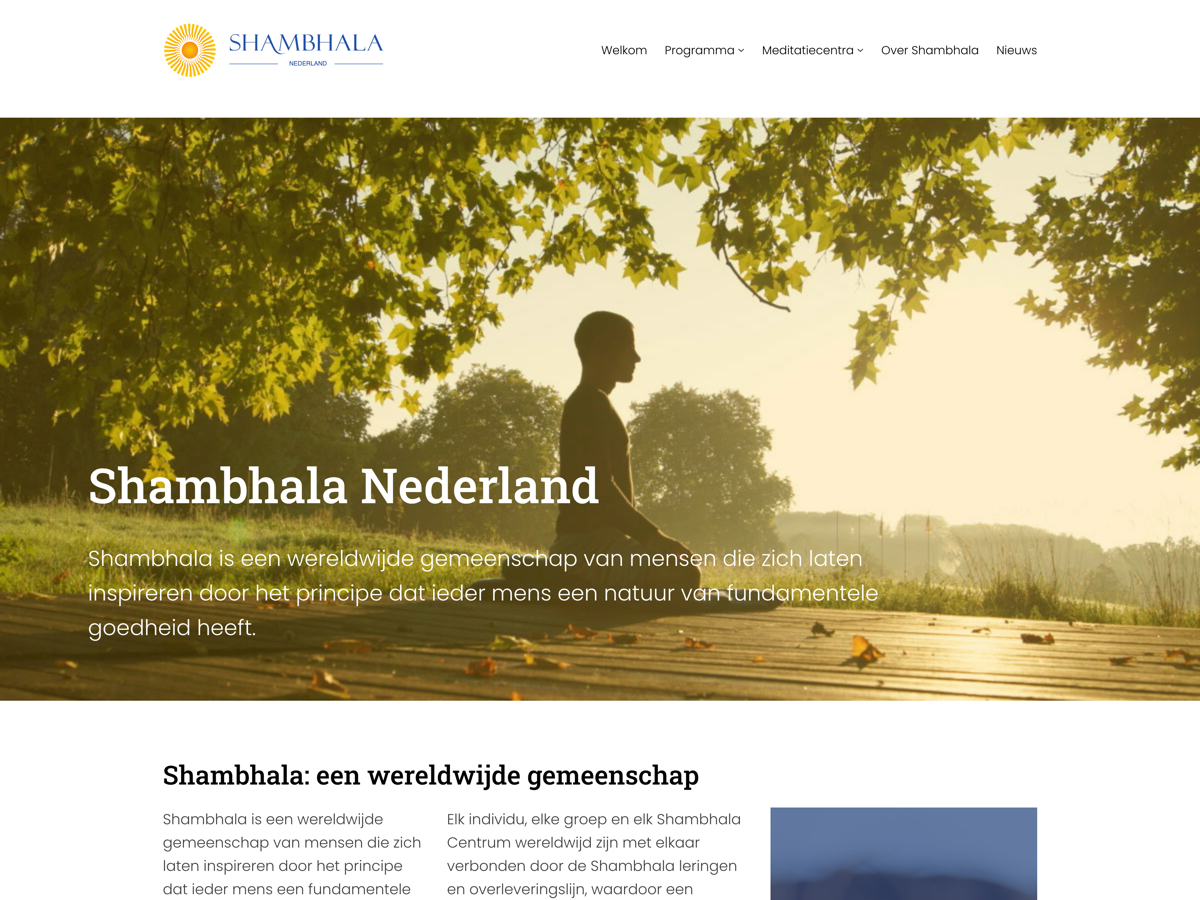 SHAMBHALA
NEDERLAND
Welkom Programma Meditatiecentra Over Shambhala Nieuws
Shambhala Nederland
Shambhala is een wereldwijde gemeenschap van mensen die zich laten
inspireren door het principe dat ieder mens een natuur van fundamentele
goedheid heeft.
Shambhala: een wereldwijde gemeenschap
Shambhala is een wereldwijde
gemeenschap van mensen die zich
laten inspireren door het principe
dat ieder mens een fundamentele
Elk individu, elke groep en elk Shambhala
Centrum wereldwijd zijn met elkaar
verbonden door de Shambhala leringen
en overleveringslijn, waardoor een